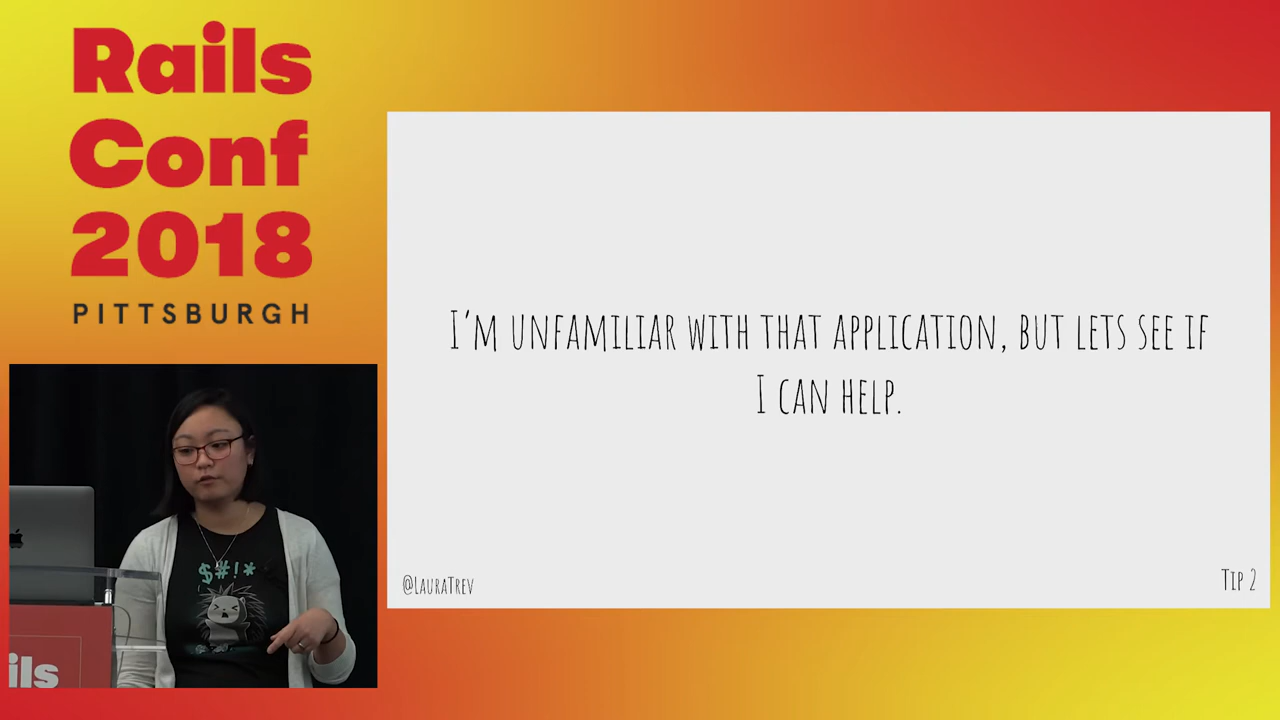 Rails
Conf
2018
PITTSBURGH
I'M UNFAMILIAR WITH THAT APPLICATION, BUT LETS SEE IF
I CAN HELP.
@LAURATREV
TIP 2
$#!*
ils